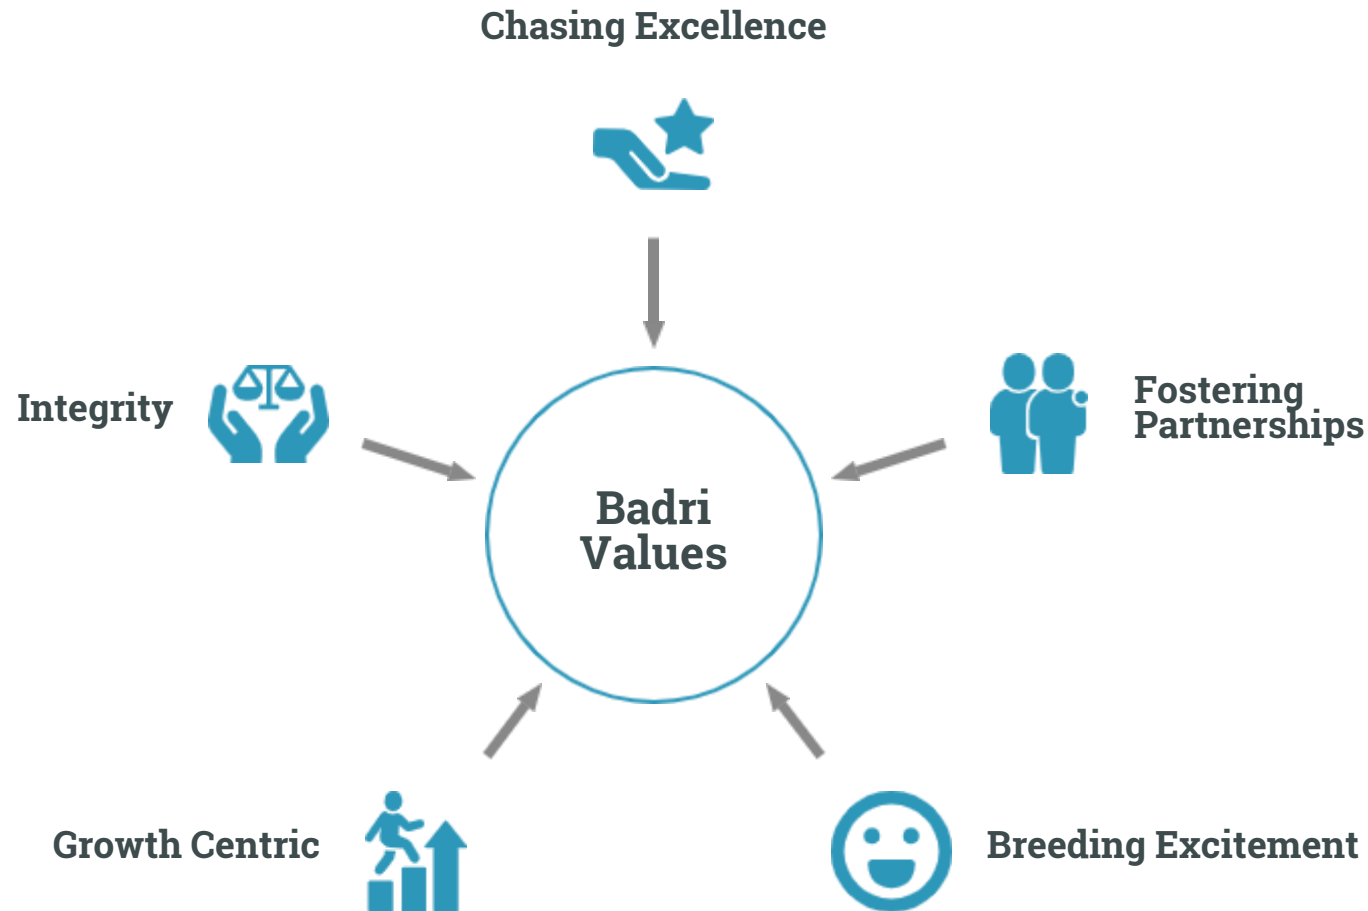 Chasing Excellence
Integrity
Fostering
Partnerships
Badri
Values
Growth Centric
Breeding Excitement